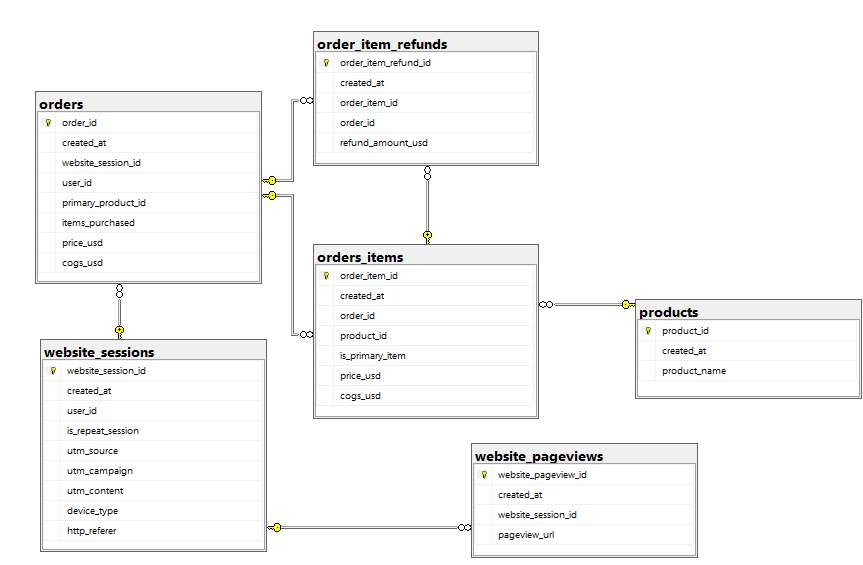 order_item_refunds
order_item_refund_id
created_at
order_item_id
order_id
refund_amount_usd
orders
order_id
created_at
website_session_id
user_id
primary_product_id
items_purchased
price_usd
cogs_usd
orders_items
order_item_id
created_at
order_id
product_id
is_primary_item
price_usd
cogs_usd
products
product_id
created_at
product_name
website_sessions
website_session_id
created_at
user_id
is_repeat_session
utm_source
utm_campaign
utm_content
device_type
http_referer
website_pageviews
website_pageview_id
created_at
website_session_id
pageview_url